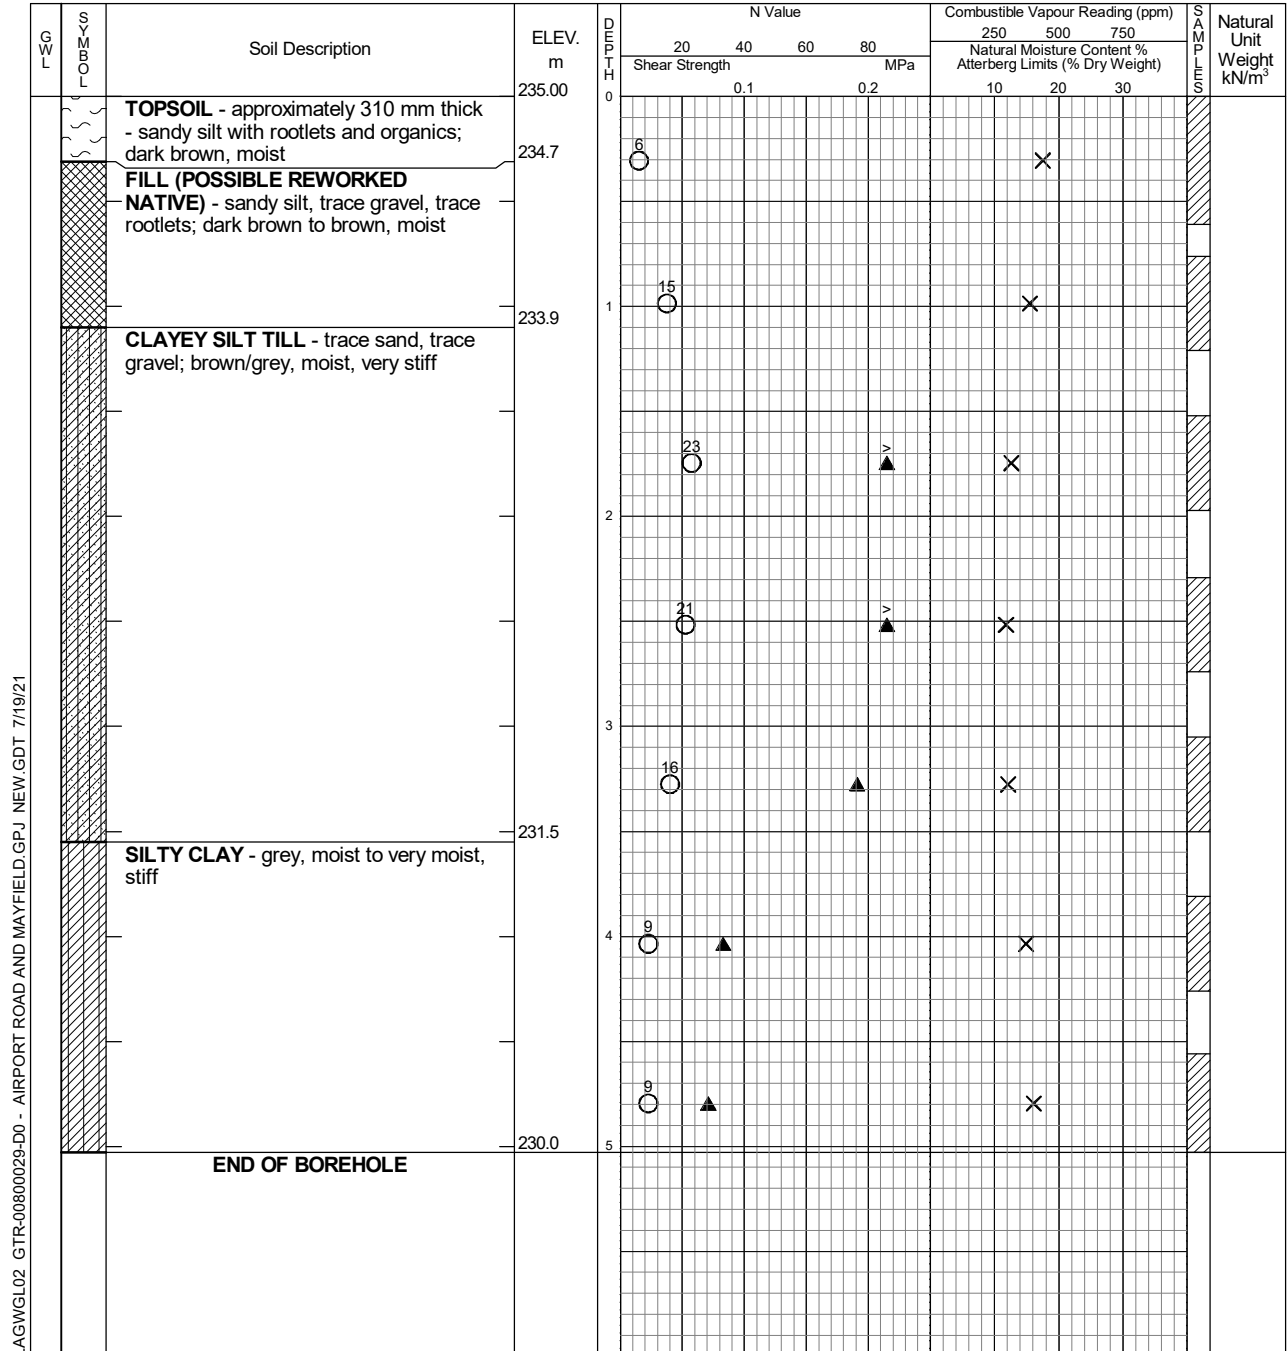 GWL
SYMBOL
Soil Description
ELEV.
m
DEPTH
N Value
20 40 60 80
Shear Strength MPa
0.1 0.2
Combustible Vapour Reading (ppm)
250 500 750
Natural Moisture Content %
Atterberg Limits (% Dry Weight)
10 20 30
SAMPLES
Natural
Unit
Weight
kN/m³
235.00
0
TOPSOIL - approximately 310 mm thick
- sandy silt with rootlets and organics;
dark brown, moist
234.7
6
FILL (POSSIBLE REWORKED
NATIVE) - sandy silt, trace gravel, trace
rootlets; dark brown to brown, moist
15
1
233.9
CLAYEY SILT TILL - trace sand, trace
gravel; brown/grey, moist, very stiff
23 >
2
21 >
3
16
231.5
SILTY CLAY - grey, moist to very moist,
stiff
9
4
9
230.0
5
END OF BOREHOLE
AGWGL02 GTR-00800029-D0 - AIRPORT ROAD AND MAYFIELD.GPJ NEW.GDT 7/19/21